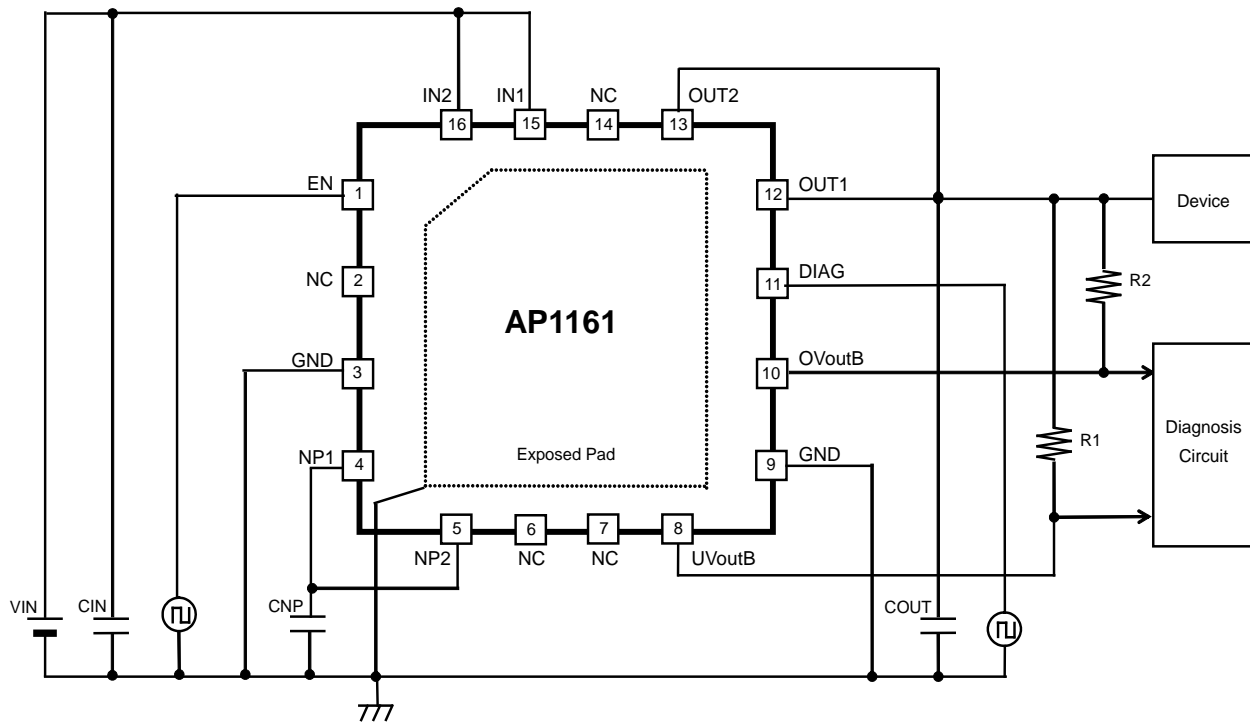 IN2
IN1
NC
OUT2
16
15
14
13
EN
1
12
OUT1
Device
NC
2
11
DIAG
R2
AP1161
GND
3
10
OVoutB
Diagnosis
Circuit
R1
NP1
4
Exposed Pad
9
GND
5
6
7
8
NP2
NC
NC
UVoutB
VIN
CIN
CNP
COUT